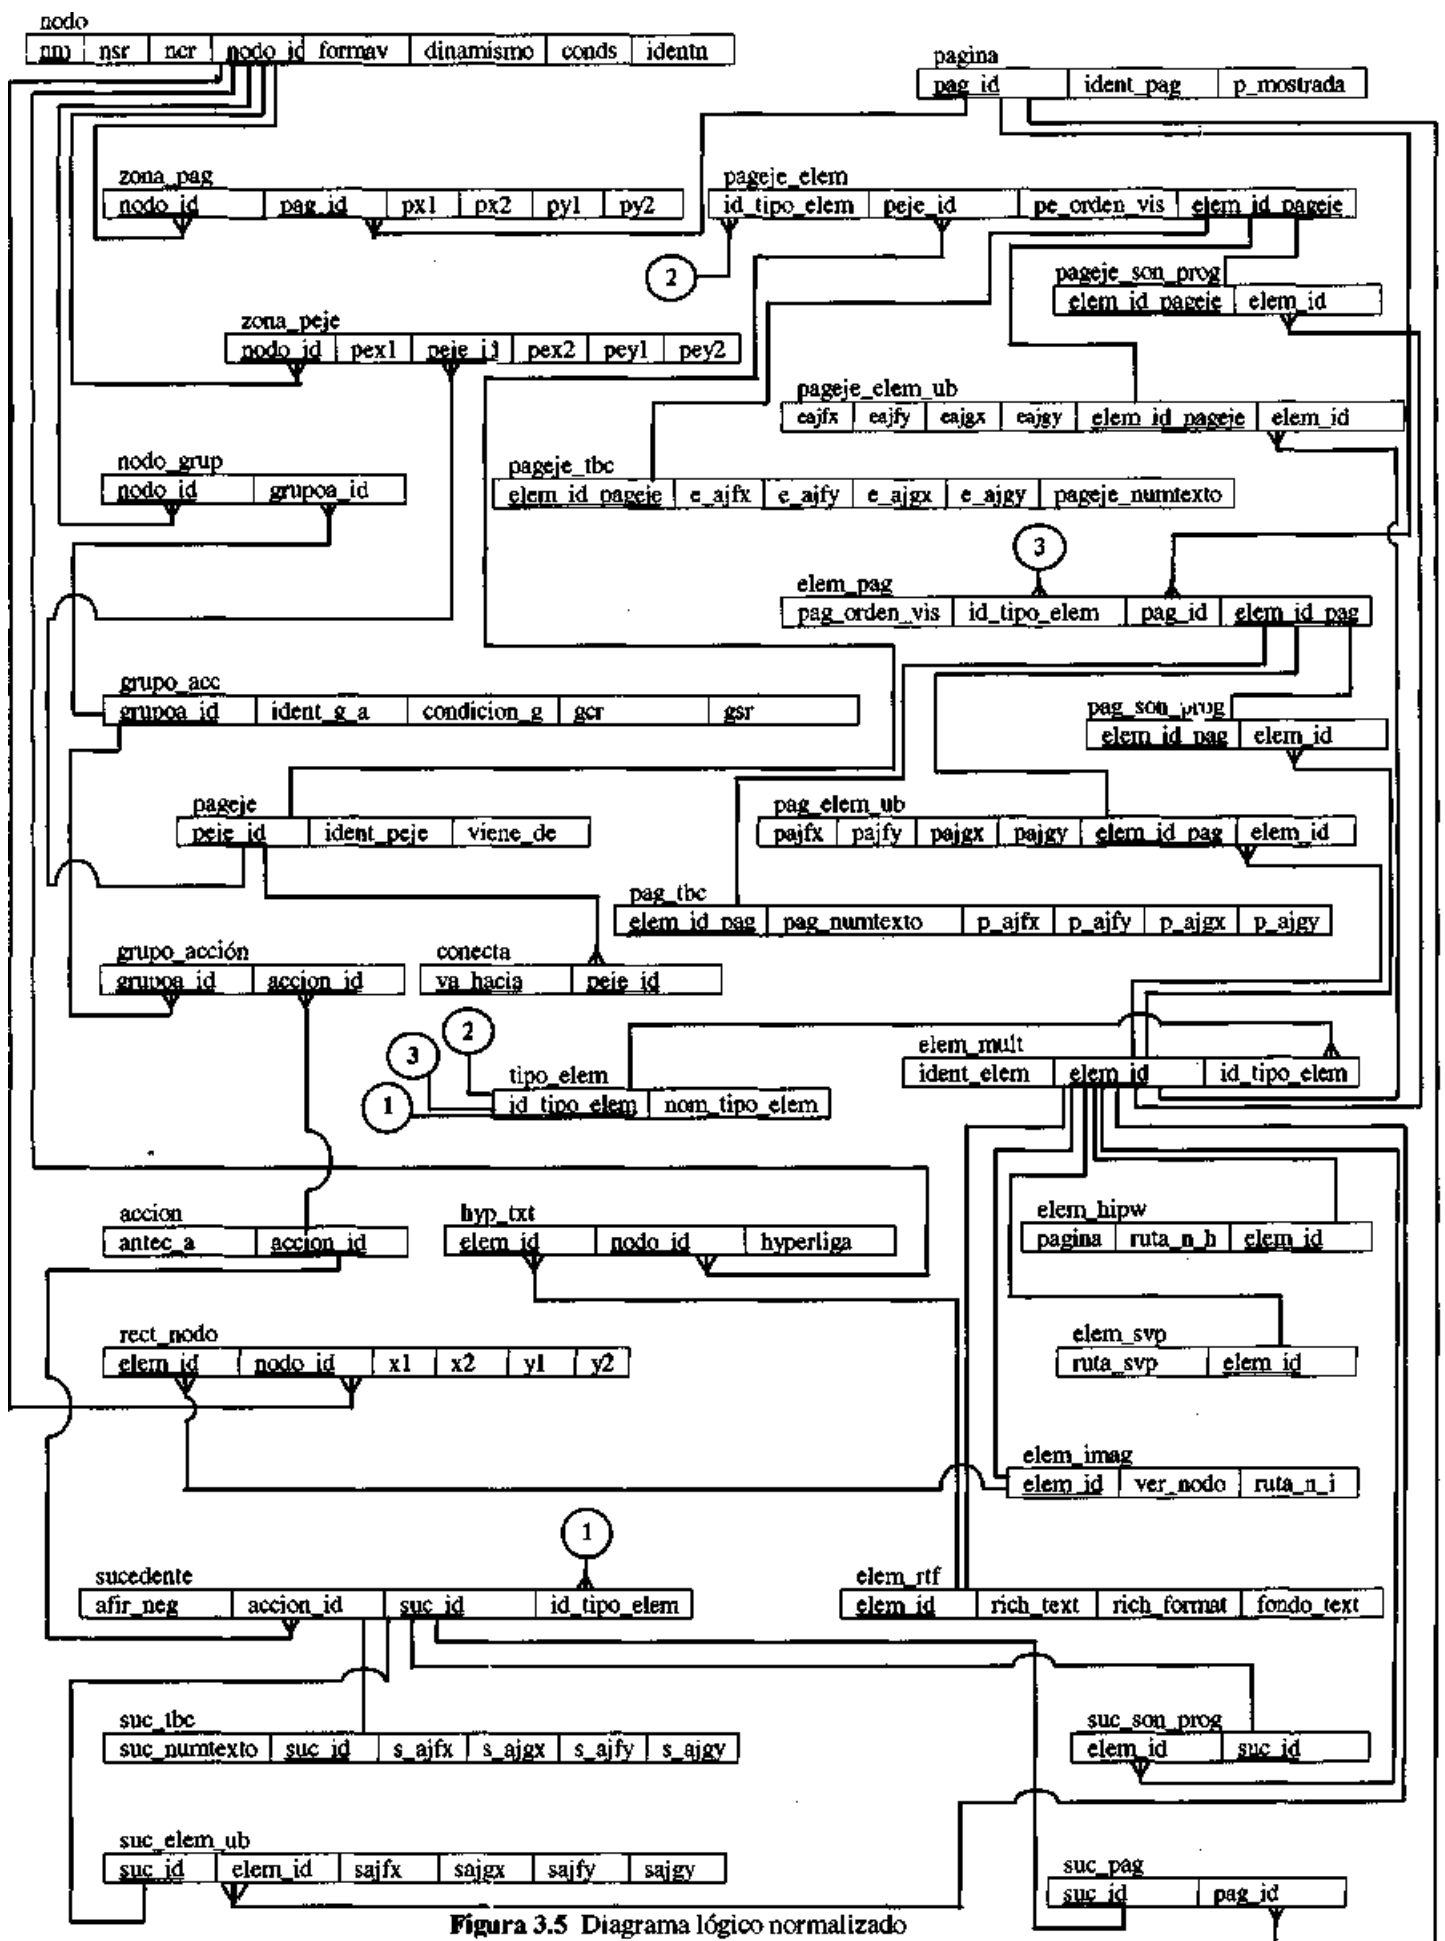 nodo
nm nsr ncr nodo_id formav dinamismo conds identn
pagina
pag_id ident_pag p_mostrada
zona_pag
nodo_id pag_id px1 px2 py1 py2
pageje_elem
id_tipo_elem peje_id pe_orden_vis elem_id_pageje
2
pageje_son_prog
elem_id_pageje elem_id
zona_peje
nodo_id pex1 peje_id pex2 pey1 pey2
pageje_elem_ub
eajfx eajfy eajgx eajgy elem_id_pageje elem_id
nodo_grup
nodo_id grupoa_id
pageje_tbc
elem_id_pageje e_ajfx e_ajfy e_ajgx e_ajgy pageje_numtexto
3
elem_pag
pag_orden_vis id_tipo_elem pag_id elem_id_pag
grupo_acc
grupoa_id ident_g_a condicion_g gcr gsr
pag_son_prog
elem_id_pag elem_id
pageje
peje_id ident_peje viene_de
pag_elem_ub
pajfx pajfy pajgx pajgy elem_id_pag elem_id
pag_tbc
elem_id_pag pag_numtexto p_ajfx p_ajfy p_ajgx p_ajgy
grupo_acción
grupoa_id accion_id
conecta
va_hacia peje_id
2
3
1
tipo_elem
id_tipo_elem nom_tipo_elem
elem_mult
ident_elem elem_id id_tipo_elem
accion
antec_a accion_id
hyp_txt
elem_id nodo_id hyperliga
elem_hipw
pagina ruta_n_h elem_id
rect_nodo
elem_id nodo_id x1 x2 y1 y2
elem_svp
ruta_svp elem_id
elem_imag
elem_id ver_nodo ruta_n_i
1
sucedente
afir_neg accion_id suc_id id_tipo_elem
elem_rtf
elem_id rich_text rich_format fondo_text
suc_tbc
suc_numtexto suc_id s_ajfx s_ajgx s_ajfy s_ajgy
suc_son_prog
elem_id suc_id
suc_elem_ub
suc_id elem_id sajfx sajgx sajfy sajgy
suc_pag
suc_id pag_id
Figura 3.5 Diagrama lógico normalizado